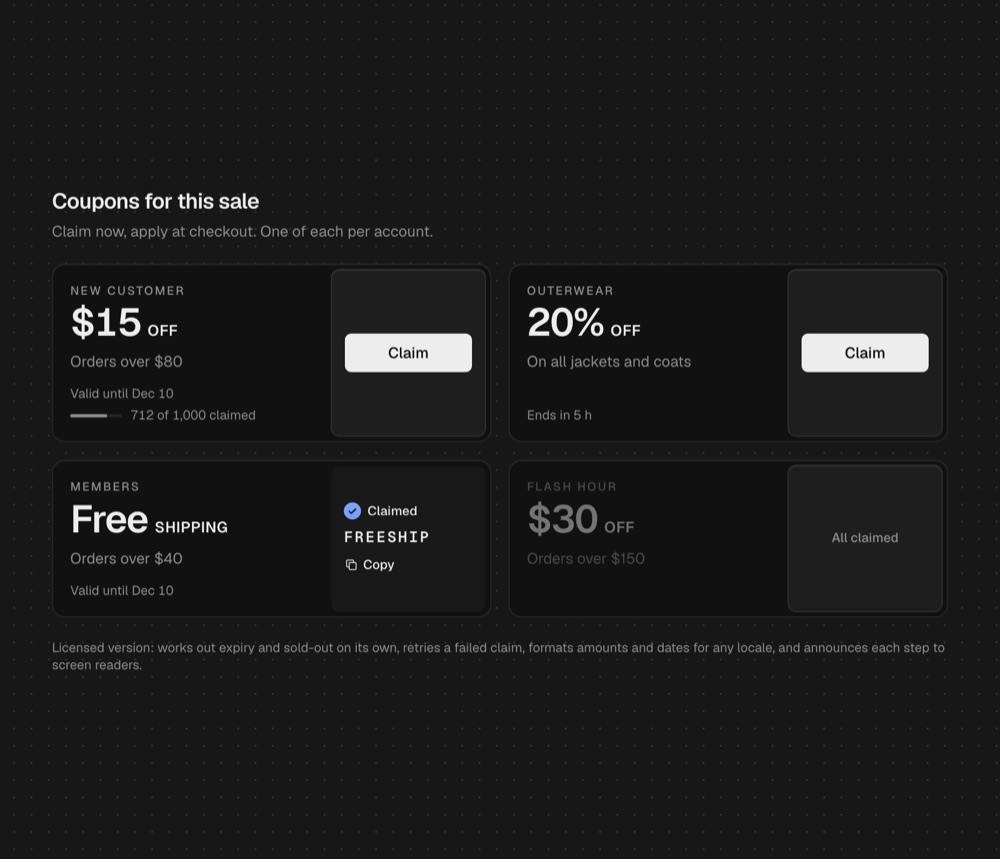 Coupons for this sale
Claim now, apply at checkout. One of each per account.
NEW CUSTOMER
$15 OFF
Orders over $80
Valid until Dec 10
712 of 1,000 claimed
Claim
OUTERWEAR
20% OFF
On all jackets and coats
Ends in 5 h
Claim
MEMBERS
Free SHIPPING
Orders over $40
Valid until Dec 10
Claimed
FREESHIP
Copy
FLASH HOUR
$30 OFF
Orders over $150
All claimed
Licensed version: works out expiry and sold-out on its own, retries a failed claim, formats amounts and dates for any locale, and announces each step to
screen readers.